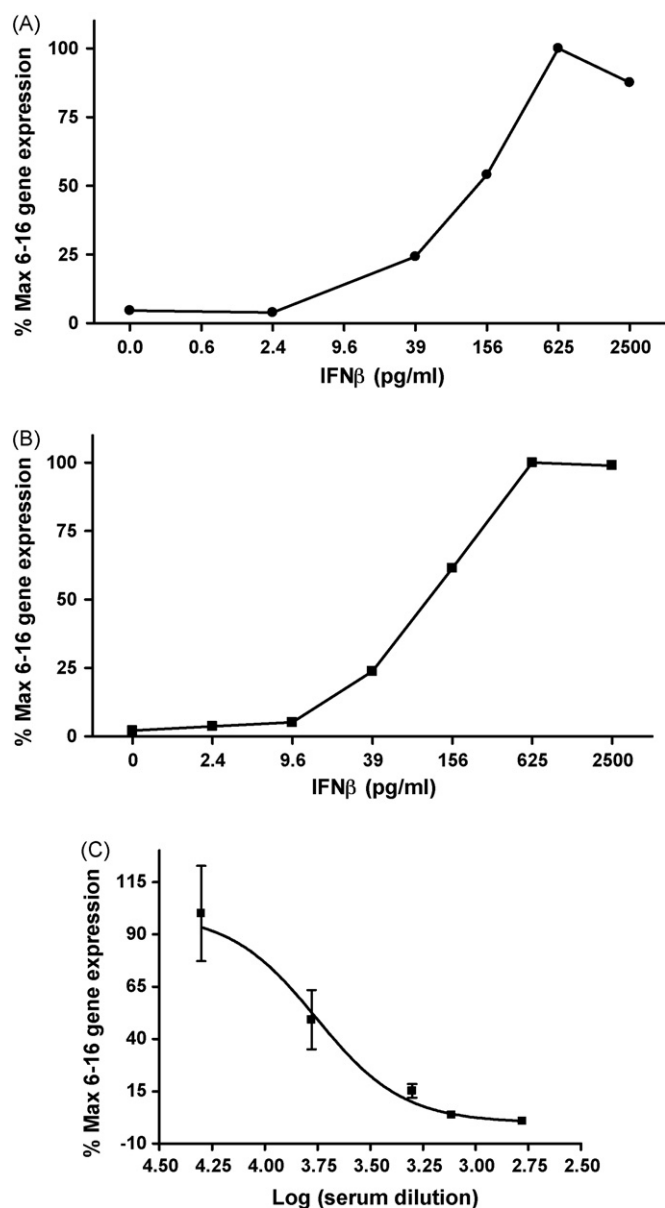 (A)
% Max 6-16 gene expression
100
75
50
25
0
0.0 0.6 2.4 9.6 39 156 625 2500
IFNβ (pg/ml)
(B)
% Max 6-16 gene expression
100
75
50
25
0
0 2.4 9.6 39 156 625 2500
IFNβ (pg/ml)
(C)
% Max 6-16 gene expression
115
90
65
40
15
-10
4.50 4.25 4.00 3.75 3.50 3.25 3.00 2.75 2.50
Log (serum dilution)